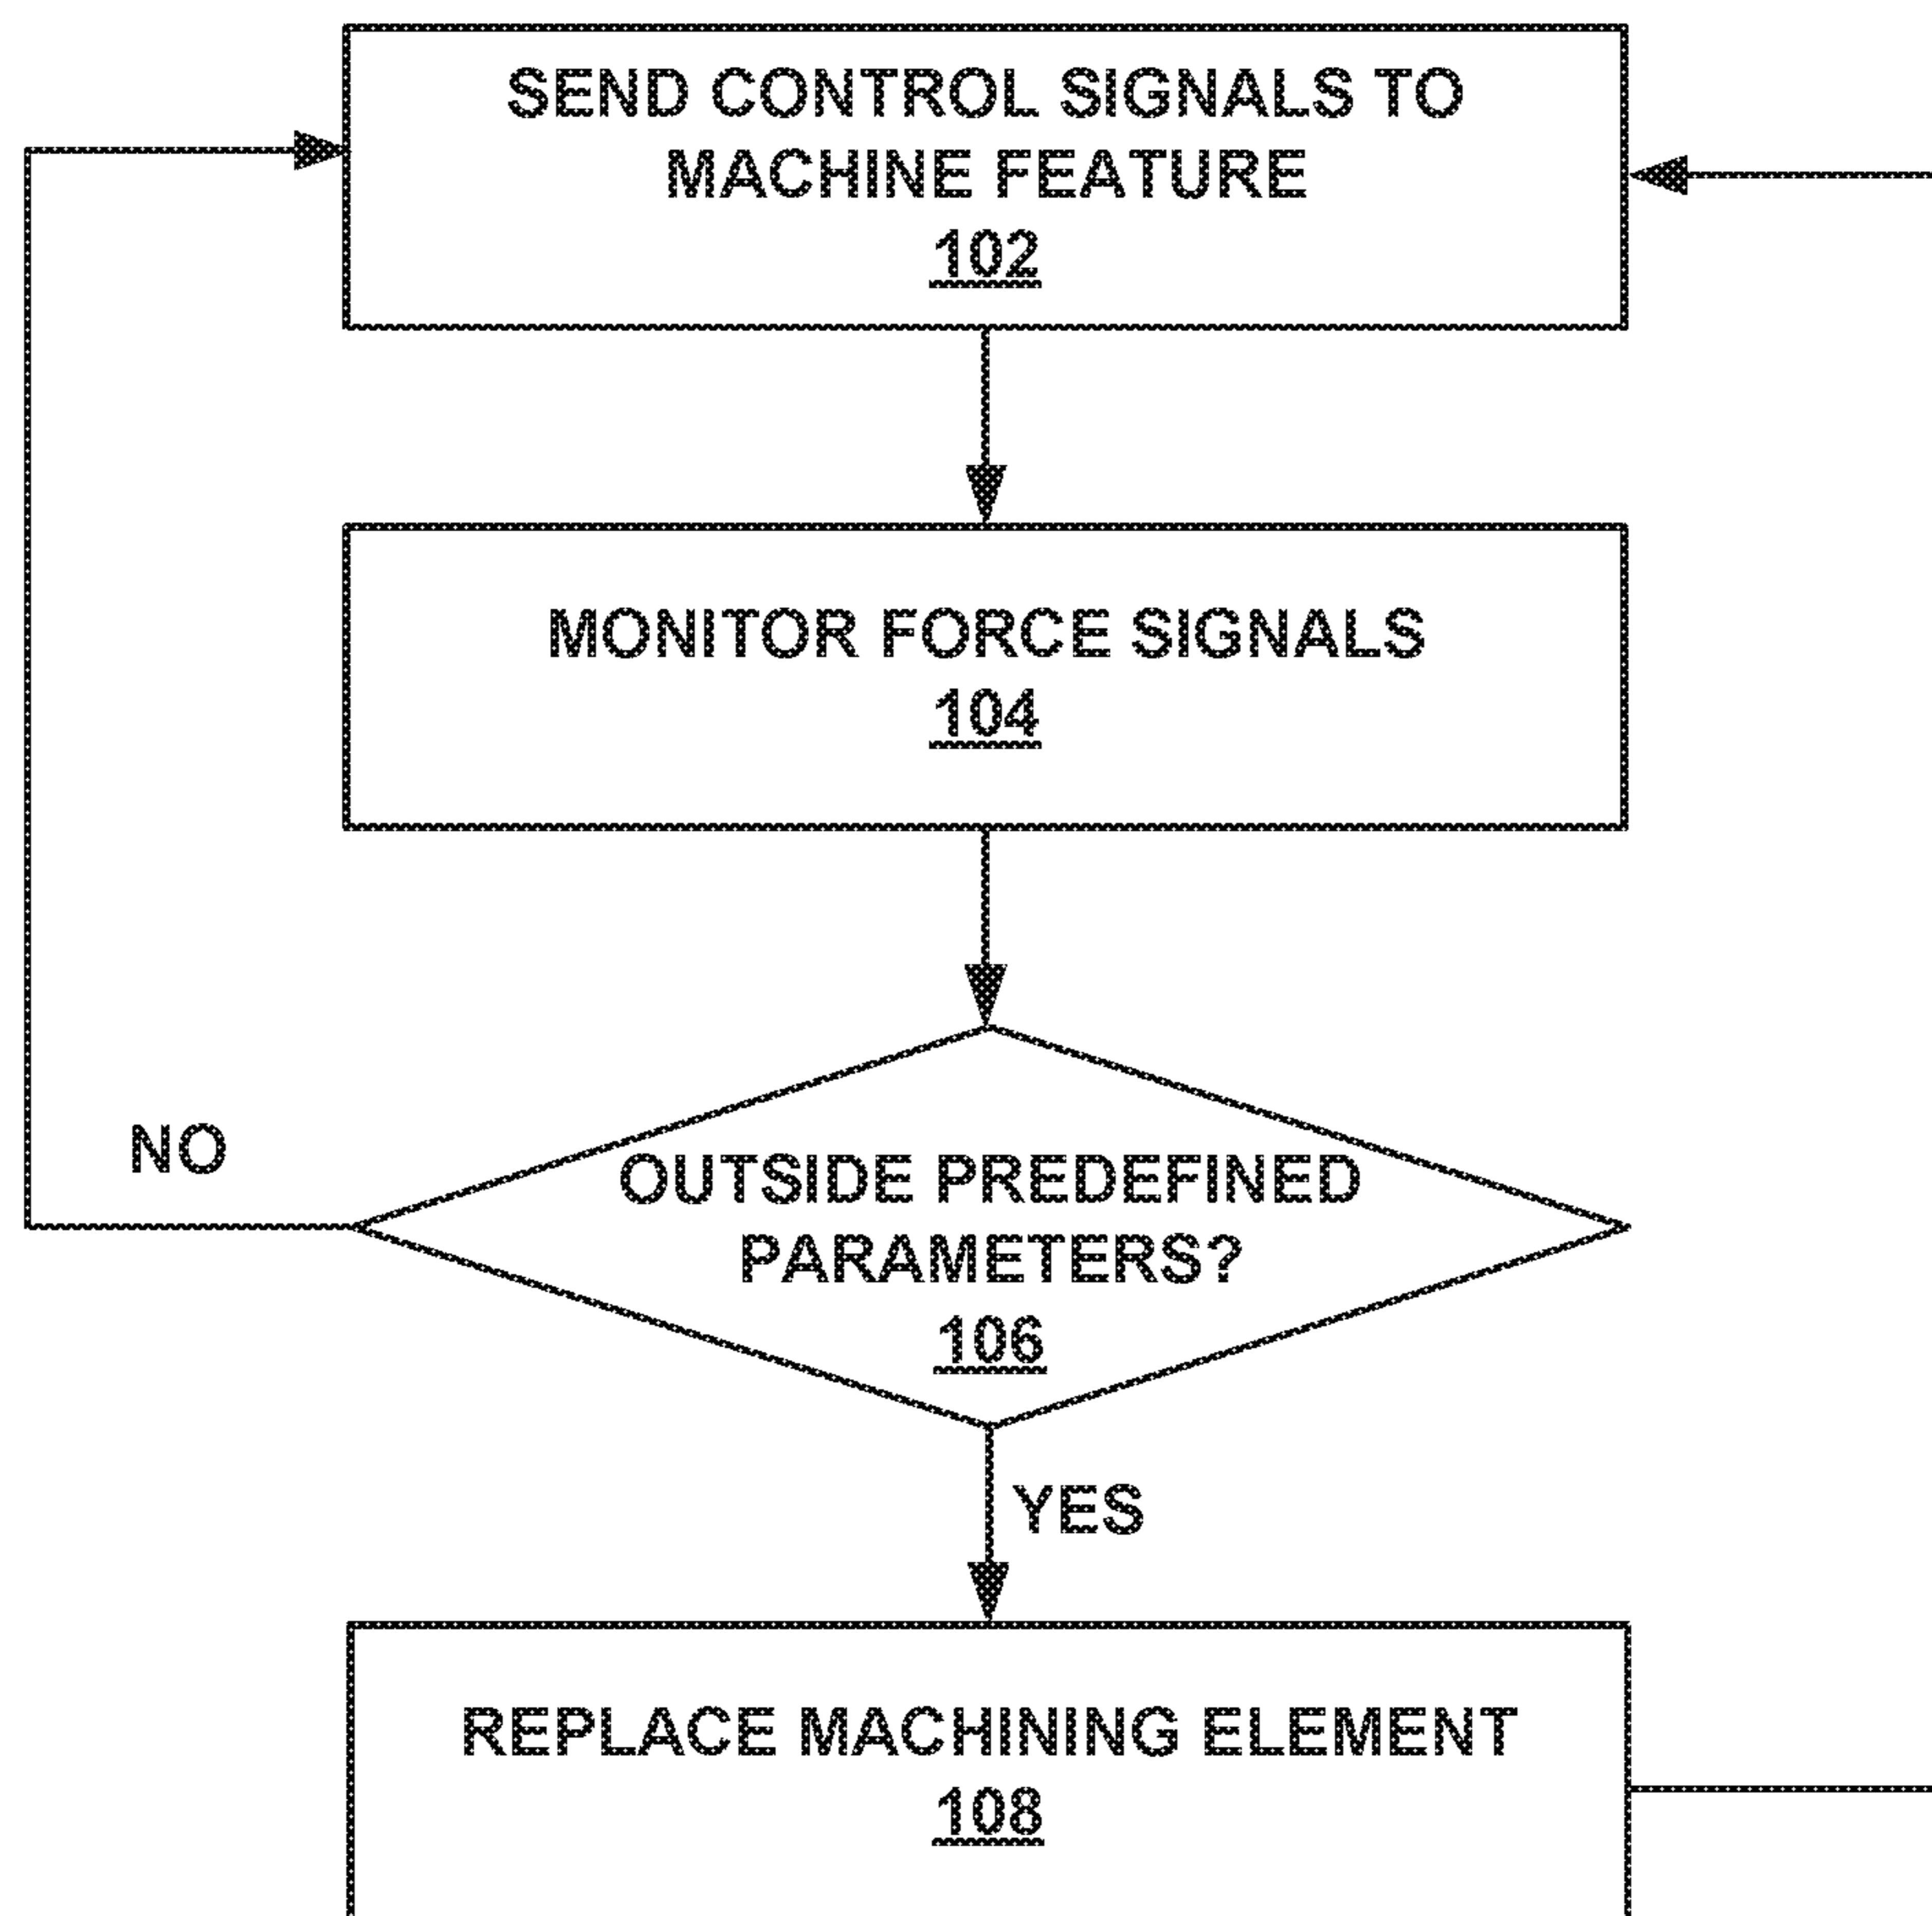 SEND CONTROL SIGNALS TO
MACHINE FEATURE
102
MONITOR FORCE SIGNALS
104
NO
OUTSIDE PREDEFINED
PARAMETERS?
106
YES
REPLACE MACHINING ELEMENT
108